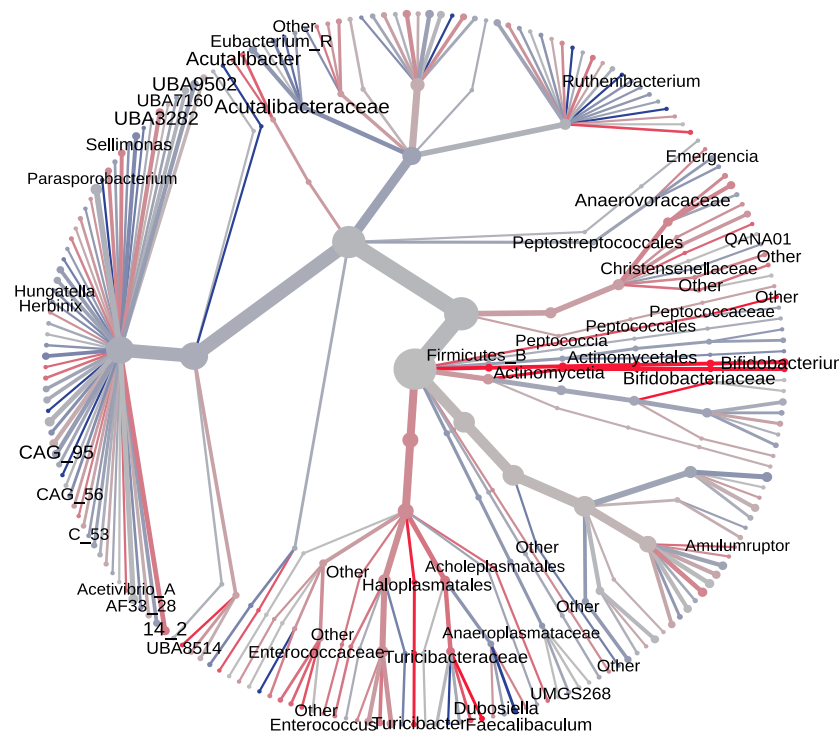 Other
Eubacterium_R
Acutalibacter
UBA9502
Ruthenibacterium
UBA7160
Acutalibacteraceae
UBA3282
Sellimonas
Emergencia
Parasporobacterium
Anaerovoracaceae
Peptostreptococcales
QANA01
Other
Christensenellaceae
Other
Hungatella
Herbinix
Other
Peptococcaceae
Peptococcales
Peptococcia
Firmicutes_B
Actinomycetales
Bifidobacterium
Actinomycetia
Bifidobacteriaceae
CAG_95
CAG_56
C_53
Other
Amulumruptor
Acholeplasmatales
Other
Haloplasmatales
Acetivibrio_A
AF33_28
Other
14_2
Other
Anaeroplasmataceae
UBA8514
Enterococcaceae
Turicibacteraceae
Other
UMGS268
Other
Dubosiella
Enterococcus
Turicibacter
Faecalibaculum